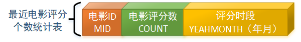 最近电影评分
个数统计表
电影ID
MID
电影评分数
COUNT
评分时段
YEAHMONTH（年月）